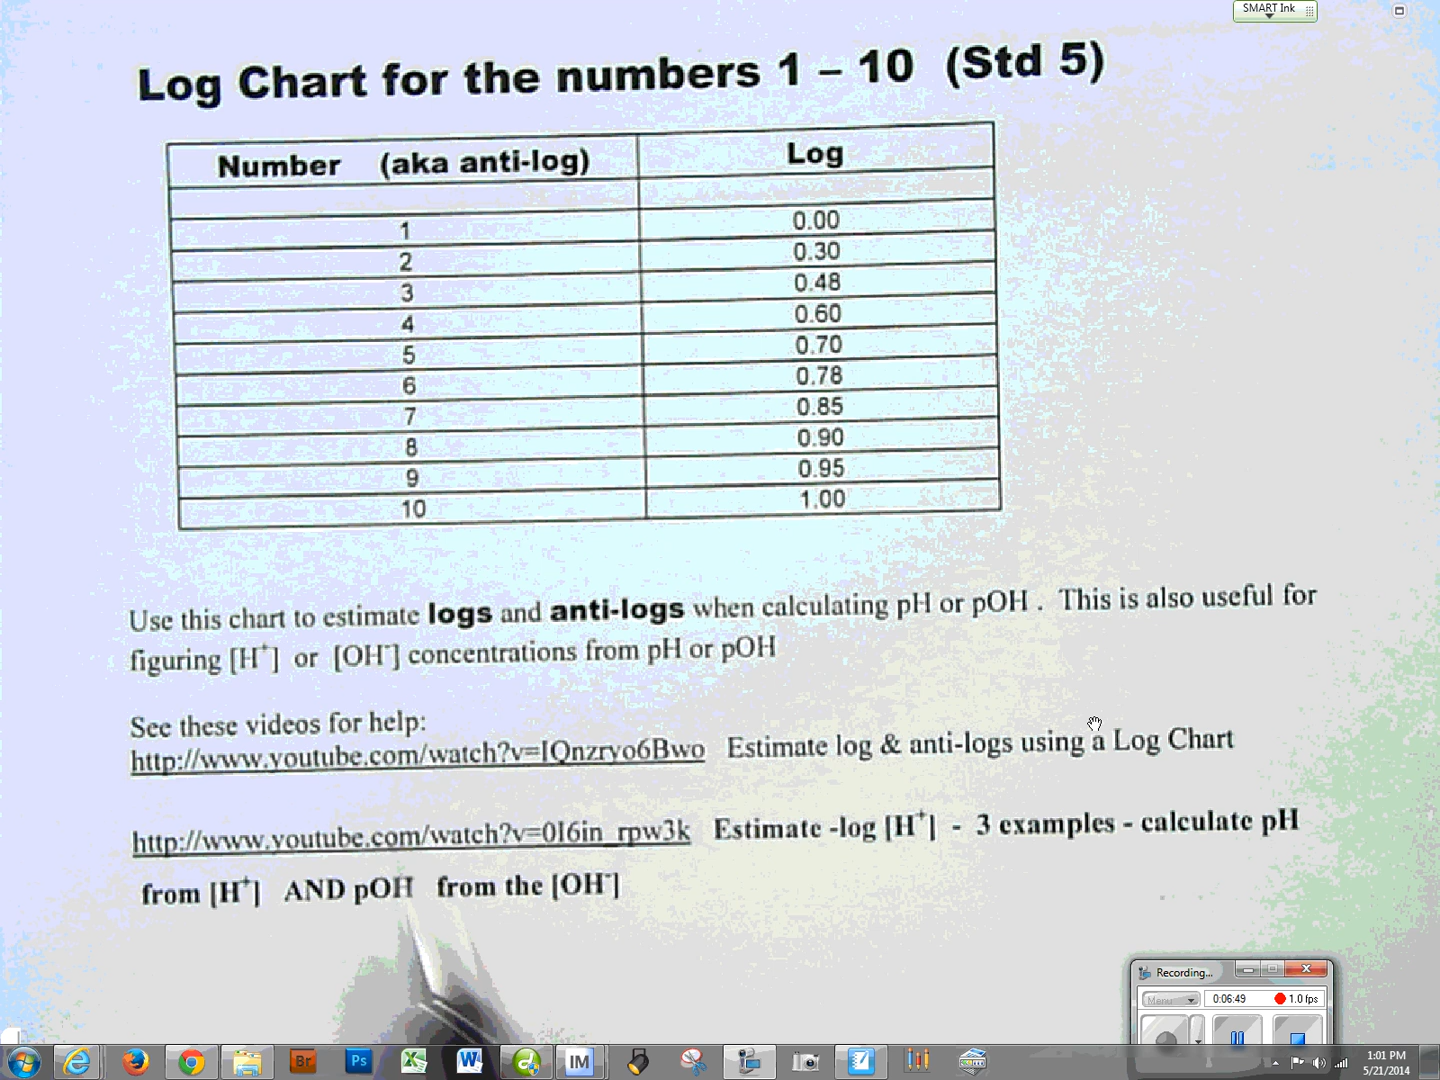 SMART Ink
Log Chart for the numbers 1 – 10 (Std 5)
Number (aka anti-log) Log
1 0.00
2 0.30
3 0.48
4 0.60
5 0.70
6 0.78
7 0.85
8 0.90
9 0.95
10 1.00
Use this chart to estimate logs and anti-logs when calculating pH or pOH . This is also useful for
figuring [H⁺] or [OH⁻] concentrations from pH or pOH
See these videos for help:
http://www.youtube.com/watch?v=IQnzryo6Bwo Estimate log & anti-logs using a Log Chart
http://www.youtube.com/watch?v=0I6in_rpw3k Estimate -log [H⁺] - 3 examples - calculate pH
from [H⁺] AND pOH from the [OH⁻]
Recording...
Menu 0:06:49 1.0 fps
Br Ps W IM
1:01 PM
5/21/2014